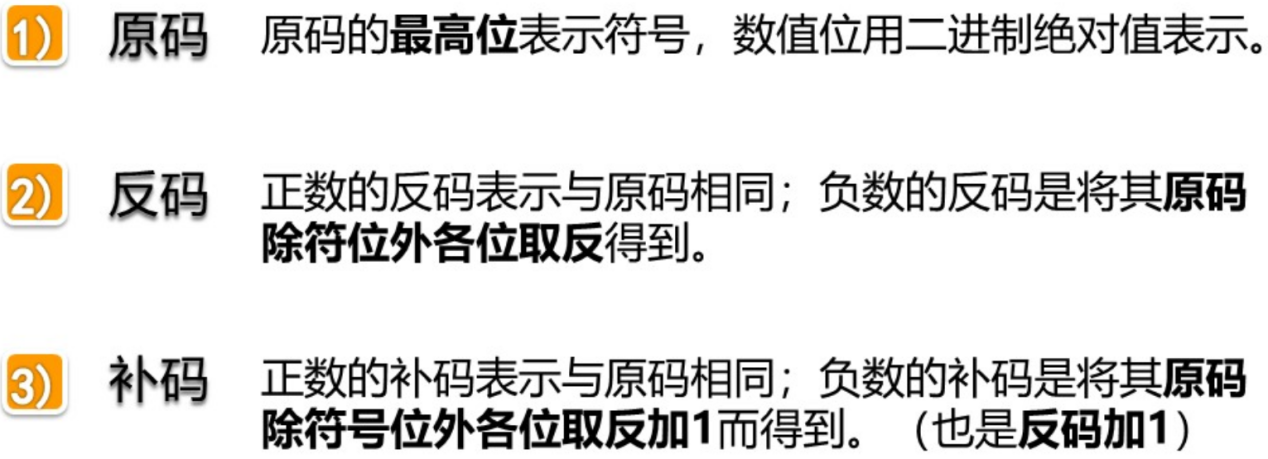 1) 原码 原码的最高位表示符号，数值位用二进制绝对值表示。
2) 反码 正数的反码表示与原码相同；负数的反码是将其原码
除符位外各位取反得到。
3) 补码 正数的补码表示与原码相同；负数的补码是将其原码
除符号位外各位取反加1而得到。（也是反码加1）